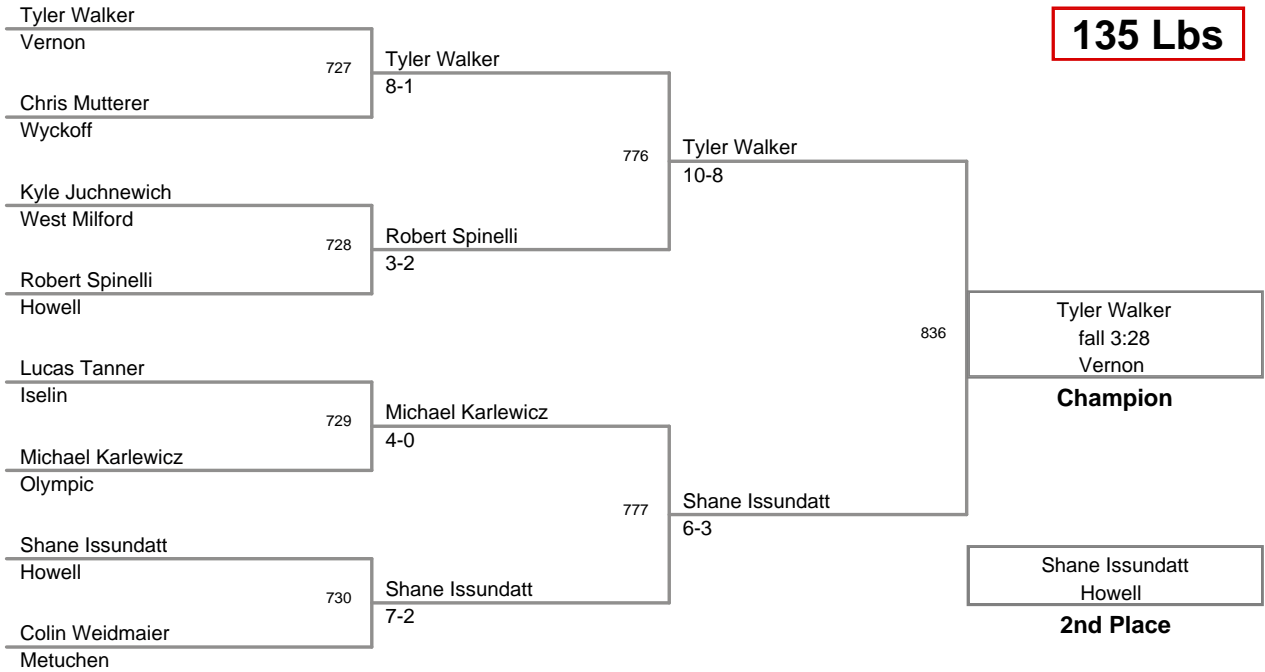 135 Lbs
Tyler Walker
Vernon
727
Chris Mutterer
Wyckoff
Kyle Juchnewich
West Milford
728
Robert Spinelli
Howell
Lucas Tanner
Iselin
729
Michael Karlewicz
Olympic
Shane Issundatt
Howell
730
Colin Weidmaier
Metuchen
Tyler Walker
8-1
776
Robert Spinelli
3-2
Michael Karlewicz
4-0
777
Shane Issundatt
7-2
Tyler Walker
10-8
836
Shane Issundatt
6-3
Tyler Walker
fall 3:28
Vernon
Champion
Shane Issundatt
Howell
2nd Place